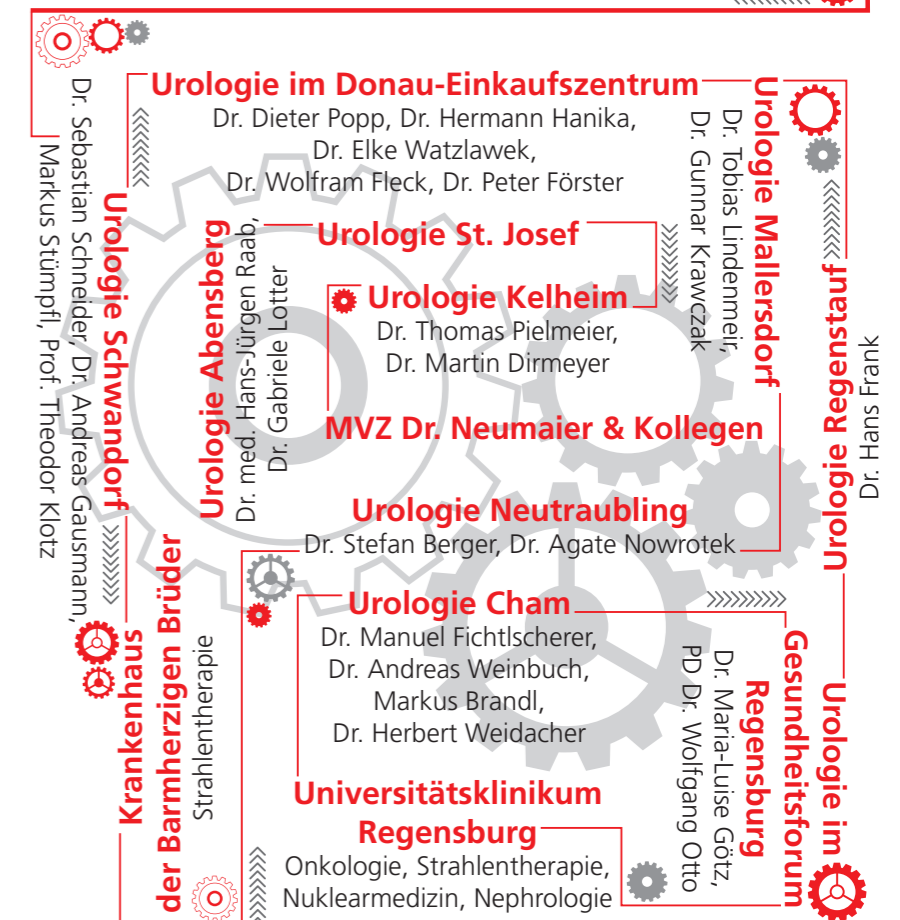 Urologie im Donau-Einkaufszentrum
Dr. Dieter Popp, Dr. Hermann Hanika,
Dr. Elke Watzlawek,
Dr. Wolfram Fleck, Dr. Peter Förster
Urologie Mallersdorf
Dr. Tobias Lindenmeir,
Dr. Gunnar Krawczak
Urologie Regenstauf
Dr. Hans Frank
Urologie Schwandorf
Dr. Sebastian Schneider, Dr. Andreas Gausmann,
Markus Stümpfl, Prof. Theodor Klotz
Urologie Abensberg
Dr. med. Hans-Jürgen Raab,
Dr. Gabriele Lotter
Urologie St. Josef
Urologie Kelheim
Dr. Thomas Pielmeier,
Dr. Martin Dirmeyer
MVZ Dr. Neumaier & Kollegen
Urologie Neutraubling
Dr. Stefan Berger, Dr. Agate Nowrotek
Urologie Cham
Dr. Manuel Fichtlscherer,
Dr. Andreas Weinbuch,
Markus Brandl,
Dr. Herbert Weidacher
Urologie im
Gesundheitsforum
Regensburg
Dr. Maria-Luise Götz,
PD Dr. Wolfgang Otto
Krankenhaus
der Barmherzigen Brüder
Strahlentherapie
Universitätsklinikum
Regensburg
Onkologie, Strahlentherapie,
Nuklearmedizin, Nephrologie